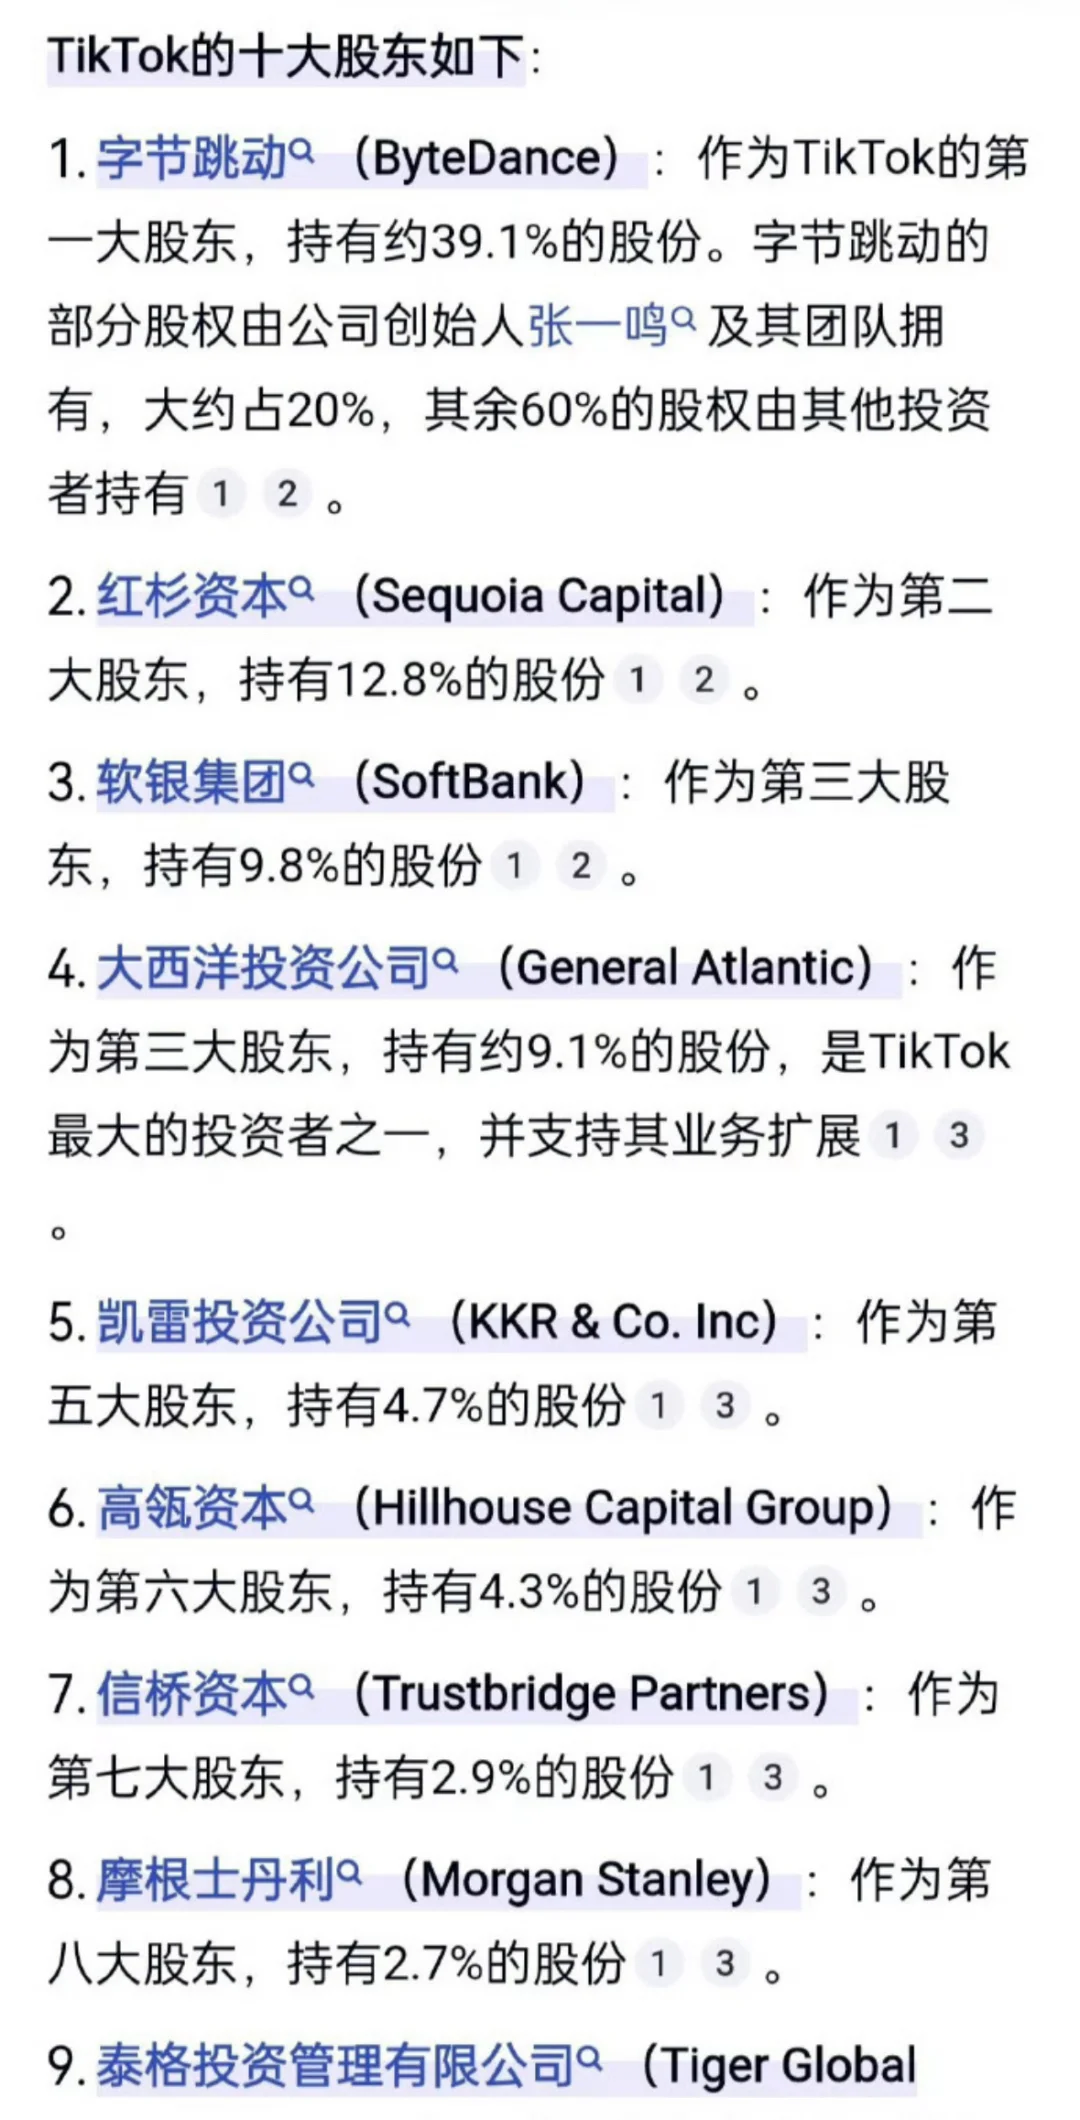 TikTok的十大股东如下：
1. 字节跳动 （ByteDance）：作为TikTok的第
一大股东，持有约39.1%的股份。字节跳动的
部分股权由公司创始人张一鸣 及其团队拥
有，大约占20%，其余60%的股权由其他投资
者持有 1 2 。
2. 红杉资本 （Sequoia Capital）：作为第二
大股东，持有12.8%的股份 1 2 。
3. 软银集团 （SoftBank）：作为第三大股
东，持有9.8%的股份 1 2 。
4. 大西洋投资公司 （General Atlantic）：作
为第三大股东，持有约9.1%的股份，是TikTok
最大的投资者之一，并支持其业务扩展 1 3
。
5. 凯雷投资公司 （KKR & Co. Inc）：作为第
五大股东，持有4.7%的股份 1 3 。
6. 高瓴资本 （Hillhouse Capital Group）：作
为第六大股东，持有4.3%的股份 1 3 。
7. 信桥资本 （Trustbridge Partners）：作为
第七大股东，持有2.9%的股份 1 3 。
8. 摩根士丹利 （Morgan Stanley）：作为第
八大股东，持有2.7%的股份 1 3 。
9. 泰格投资管理有限公司 （Tiger Global